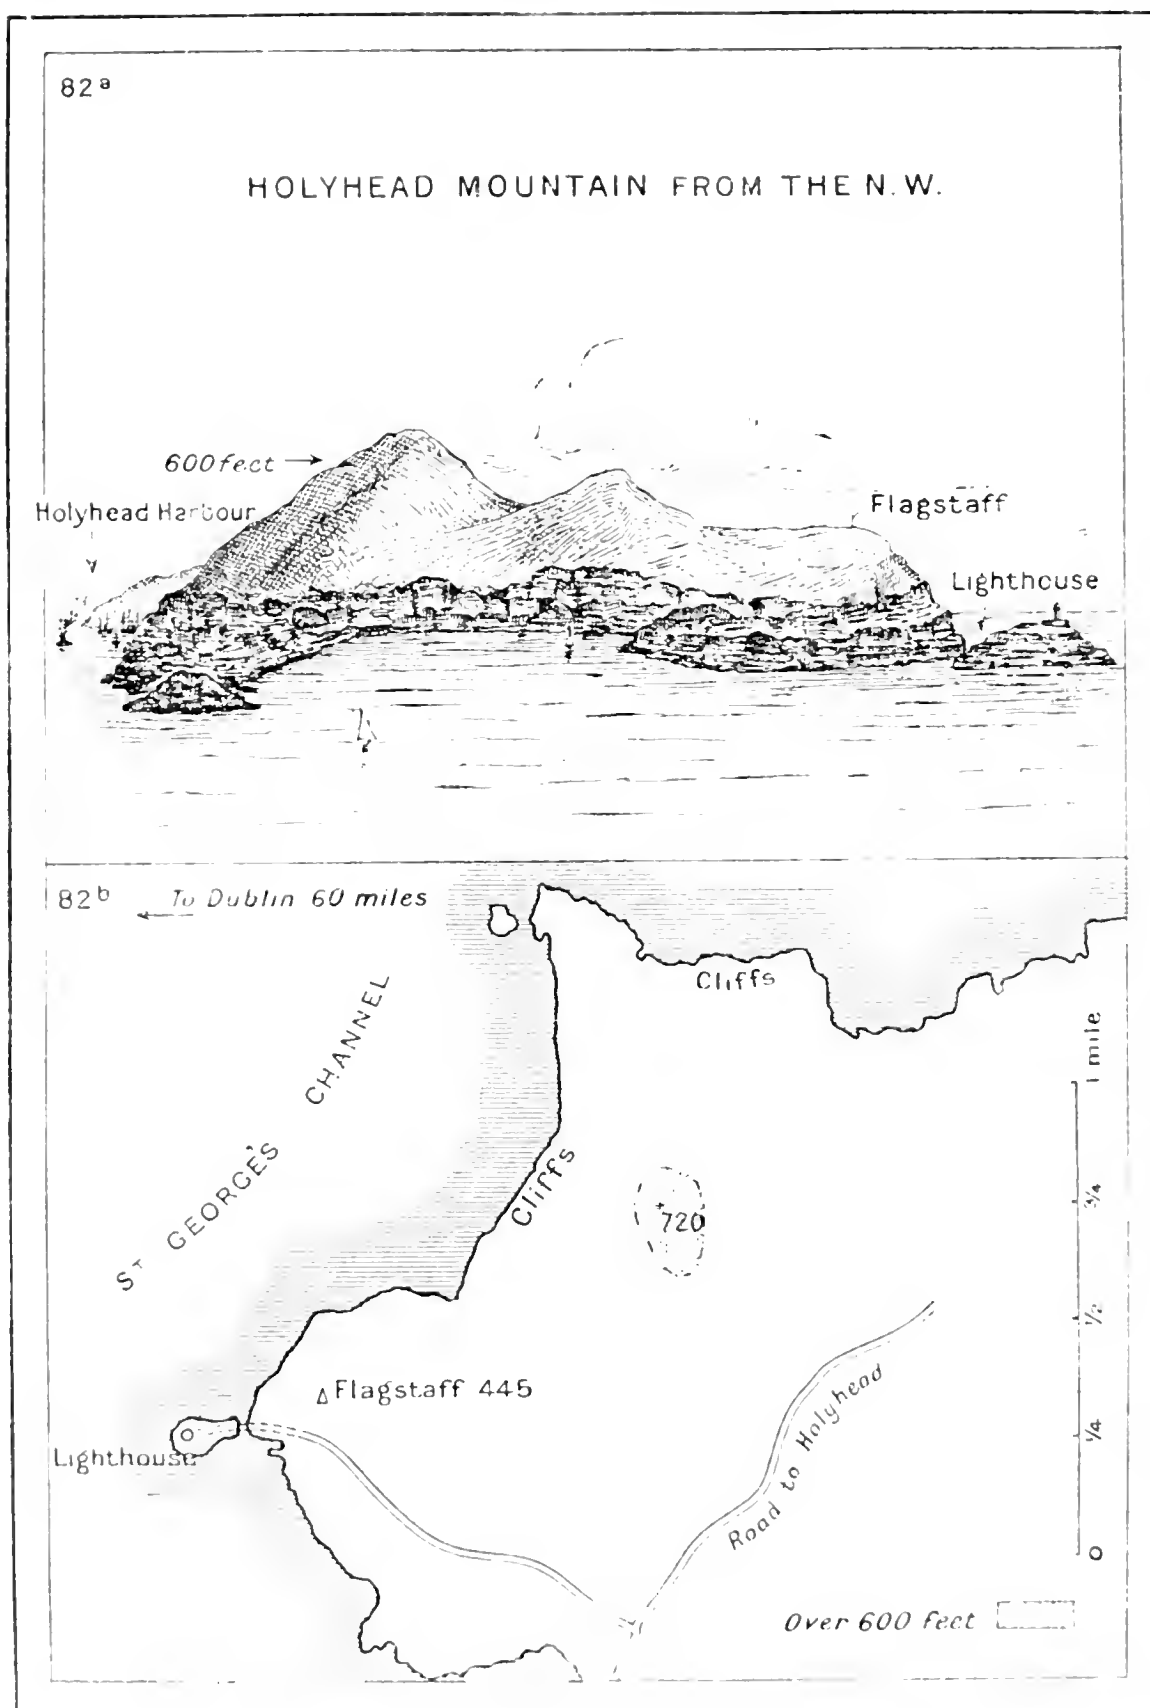 82ª
HOLYHEAD MOUNTAIN FROM THE N.W.
600 feet
Holyhead Harbour
Flagstaff
Lighthouse
82ᵇ
To Dublin 60 miles
Cliffs
ST GEORGE'S CHANNEL
Cliffs
720
1 mile
3/4
1/2
1/4
0
Flagstaff 445
Lighthouse
Road to Holyhead
Over 600 feet